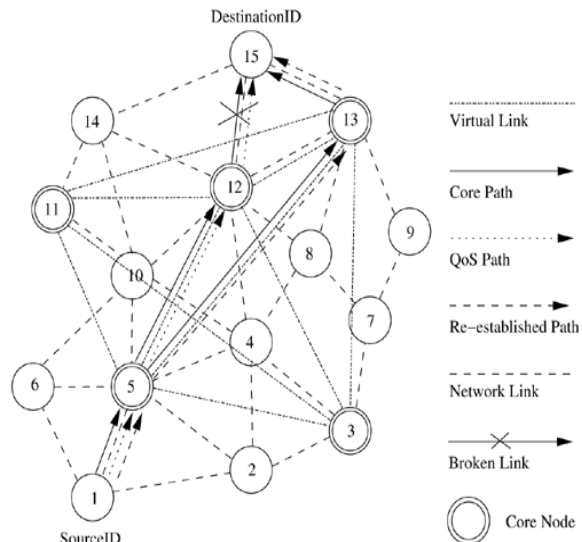 DestinationID
15
13
14
12
11
9
8
10
7
4
5
6
3
2
1
SourceID
Virtual Link
Core Path
QoS Path
Re-established Path
Network Link
Broken Link
Core Node